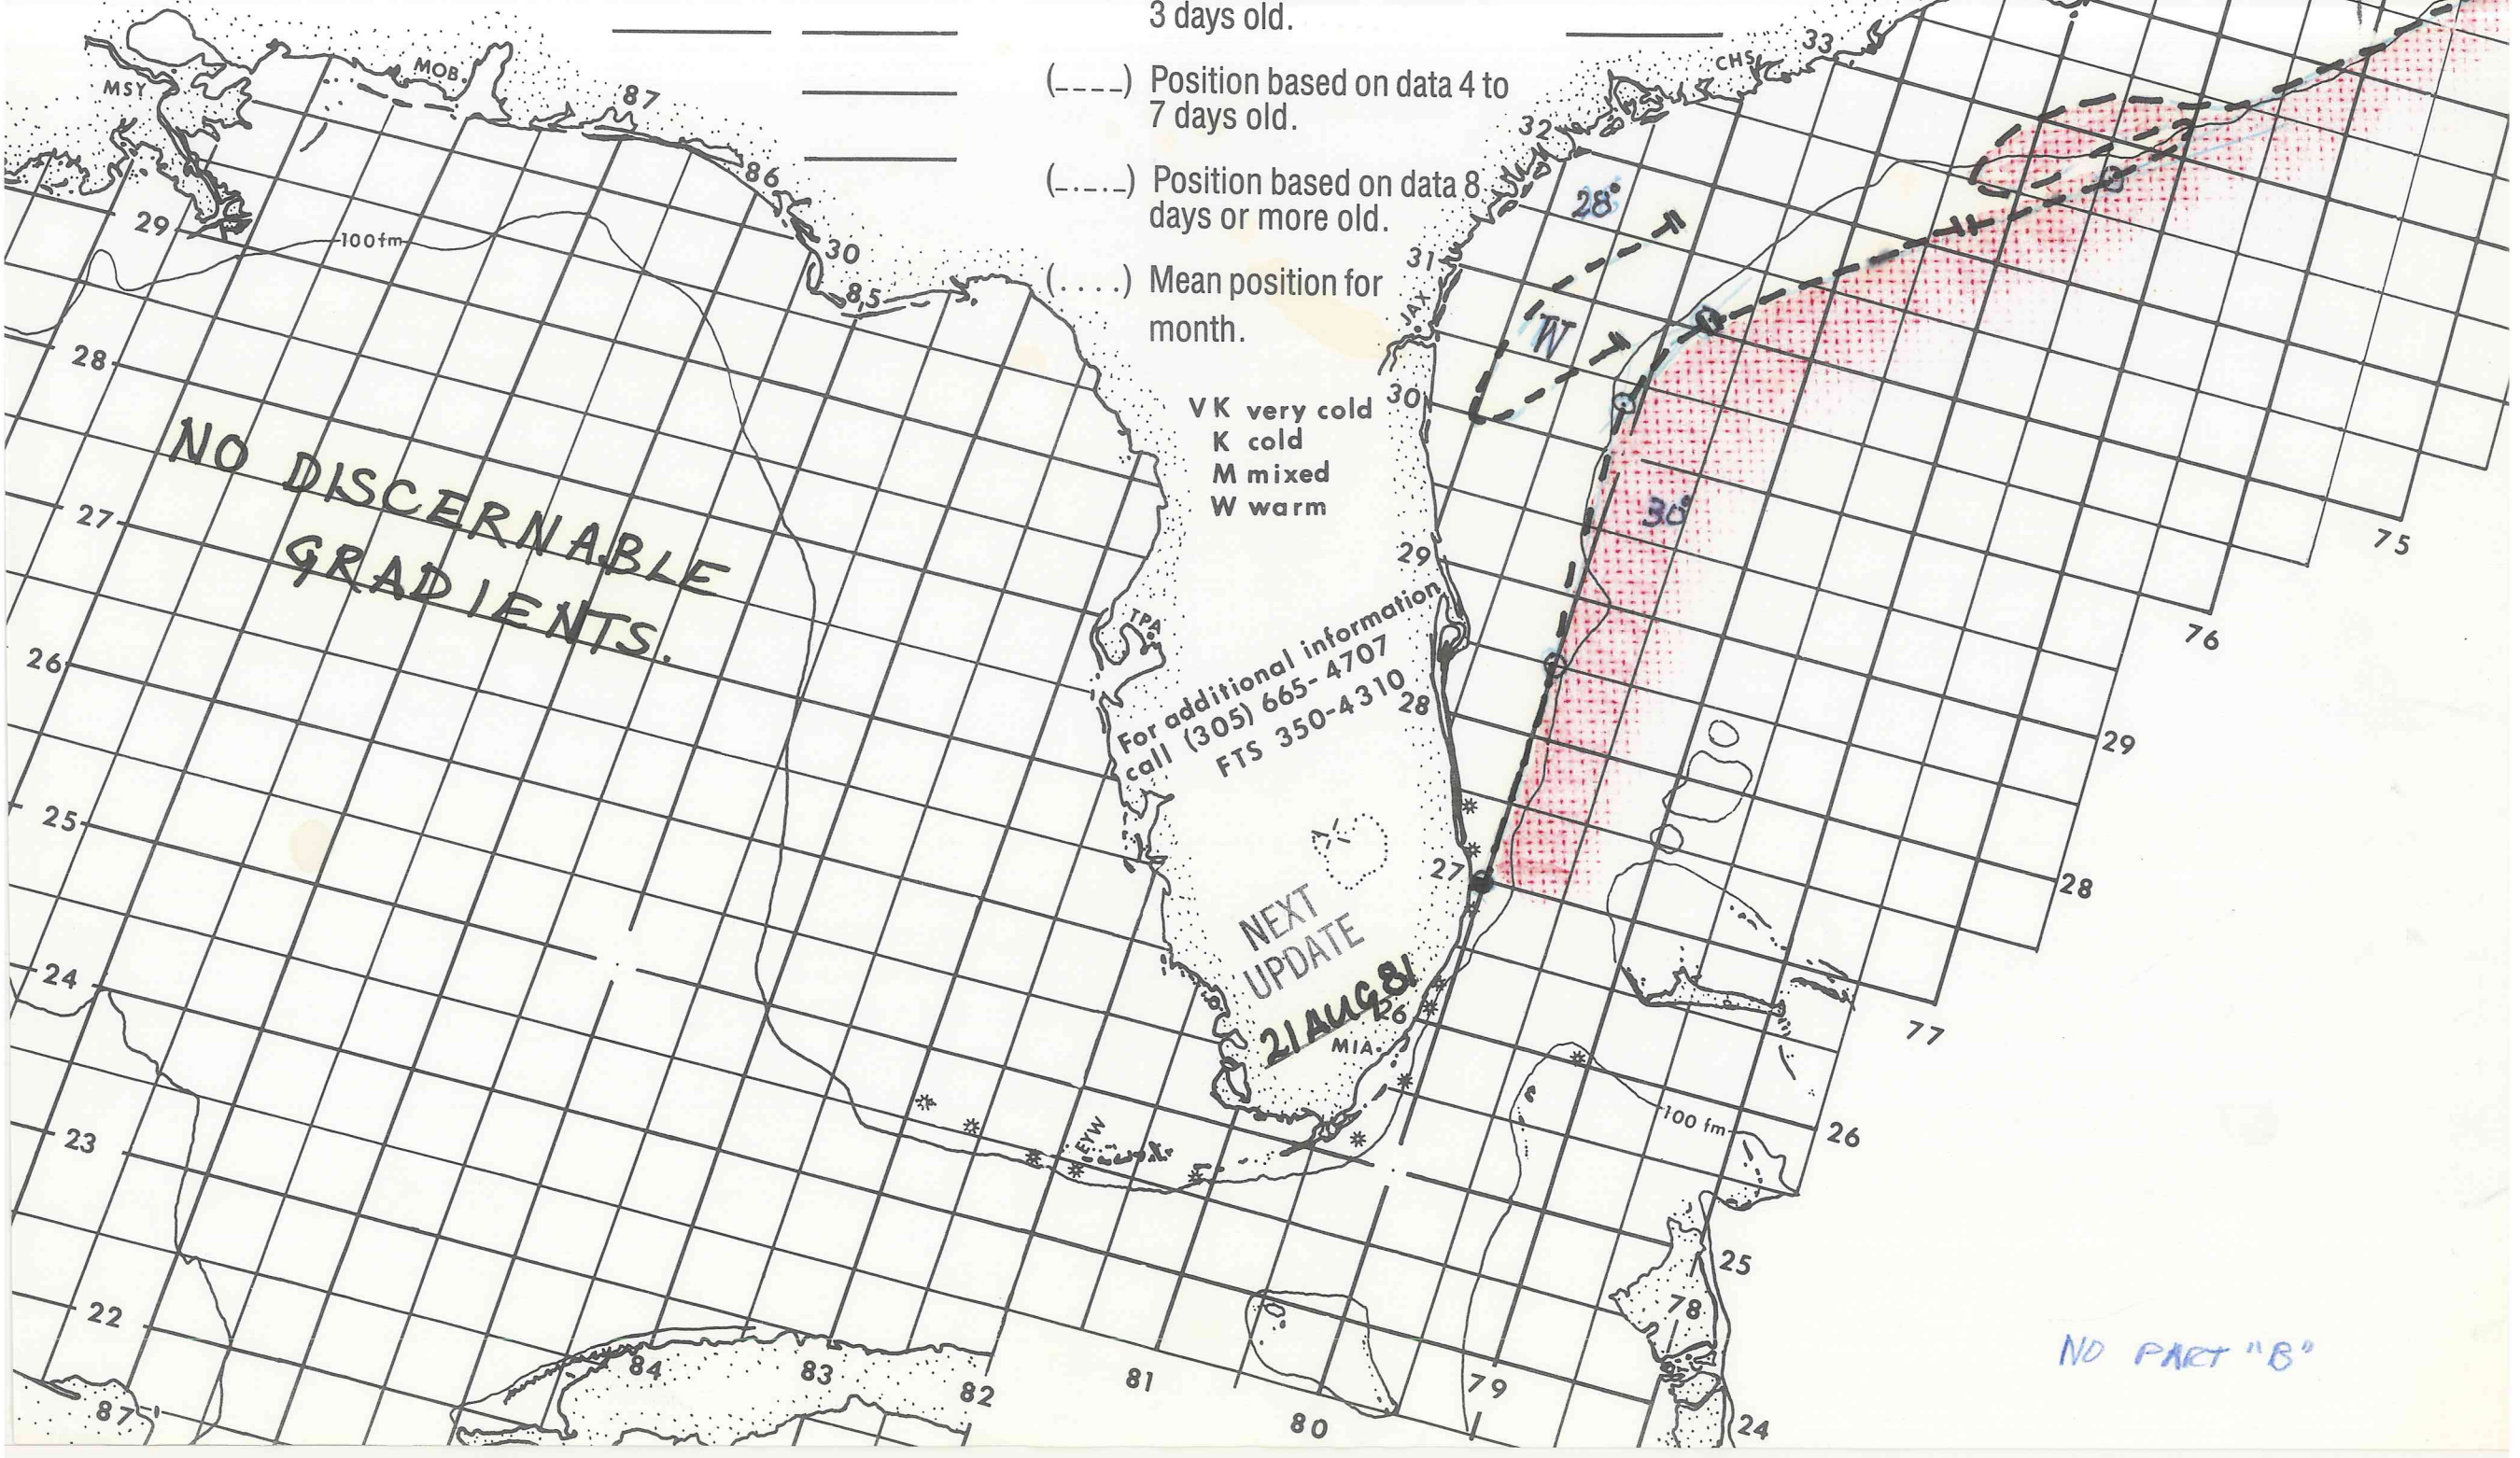 3 days old.
(____) Position based on data 4 to
7 days old.
(_._._) Position based on data 8
days or more old.
(....) Mean position for
month.
VK very cold
K cold
M mixed
W warm
For additional information
call (305) 665-4707
FTS 350-4310
NEXT
UPDATE
21 AUG 81
NO DISCERNABLE
GRADIENTS.
MSY
MOB
87
86
30
85
29
100fm
28
27
26
25
24
23
22
87
84
83
82
81
80
79
78
TPA
EYW
MIA
26
27
28
29
30
JAX
31
32
CHS
33
28°
W
30°
75
76
29
28
77
26
100 fm
25
24
NO PART "B"